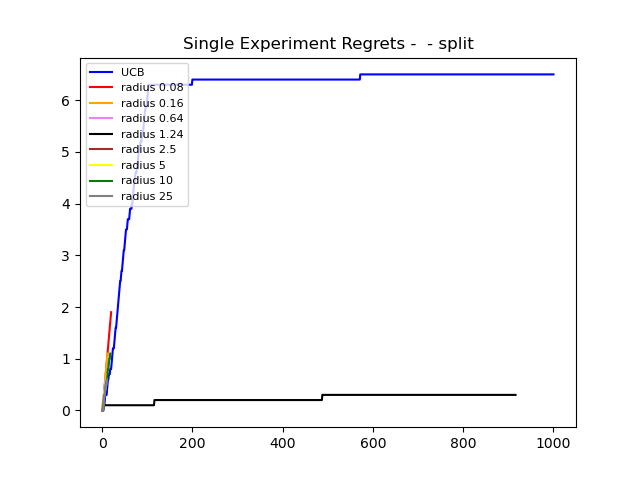 Single Experiment Regrets -  - split
UCB
radius 0.08
radius 0.16
radius 0.64
radius 1.24
radius 2.5
radius 5
radius 10
radius 25
6
5
4
3
2
1
0
0 200 400 600 800 1000